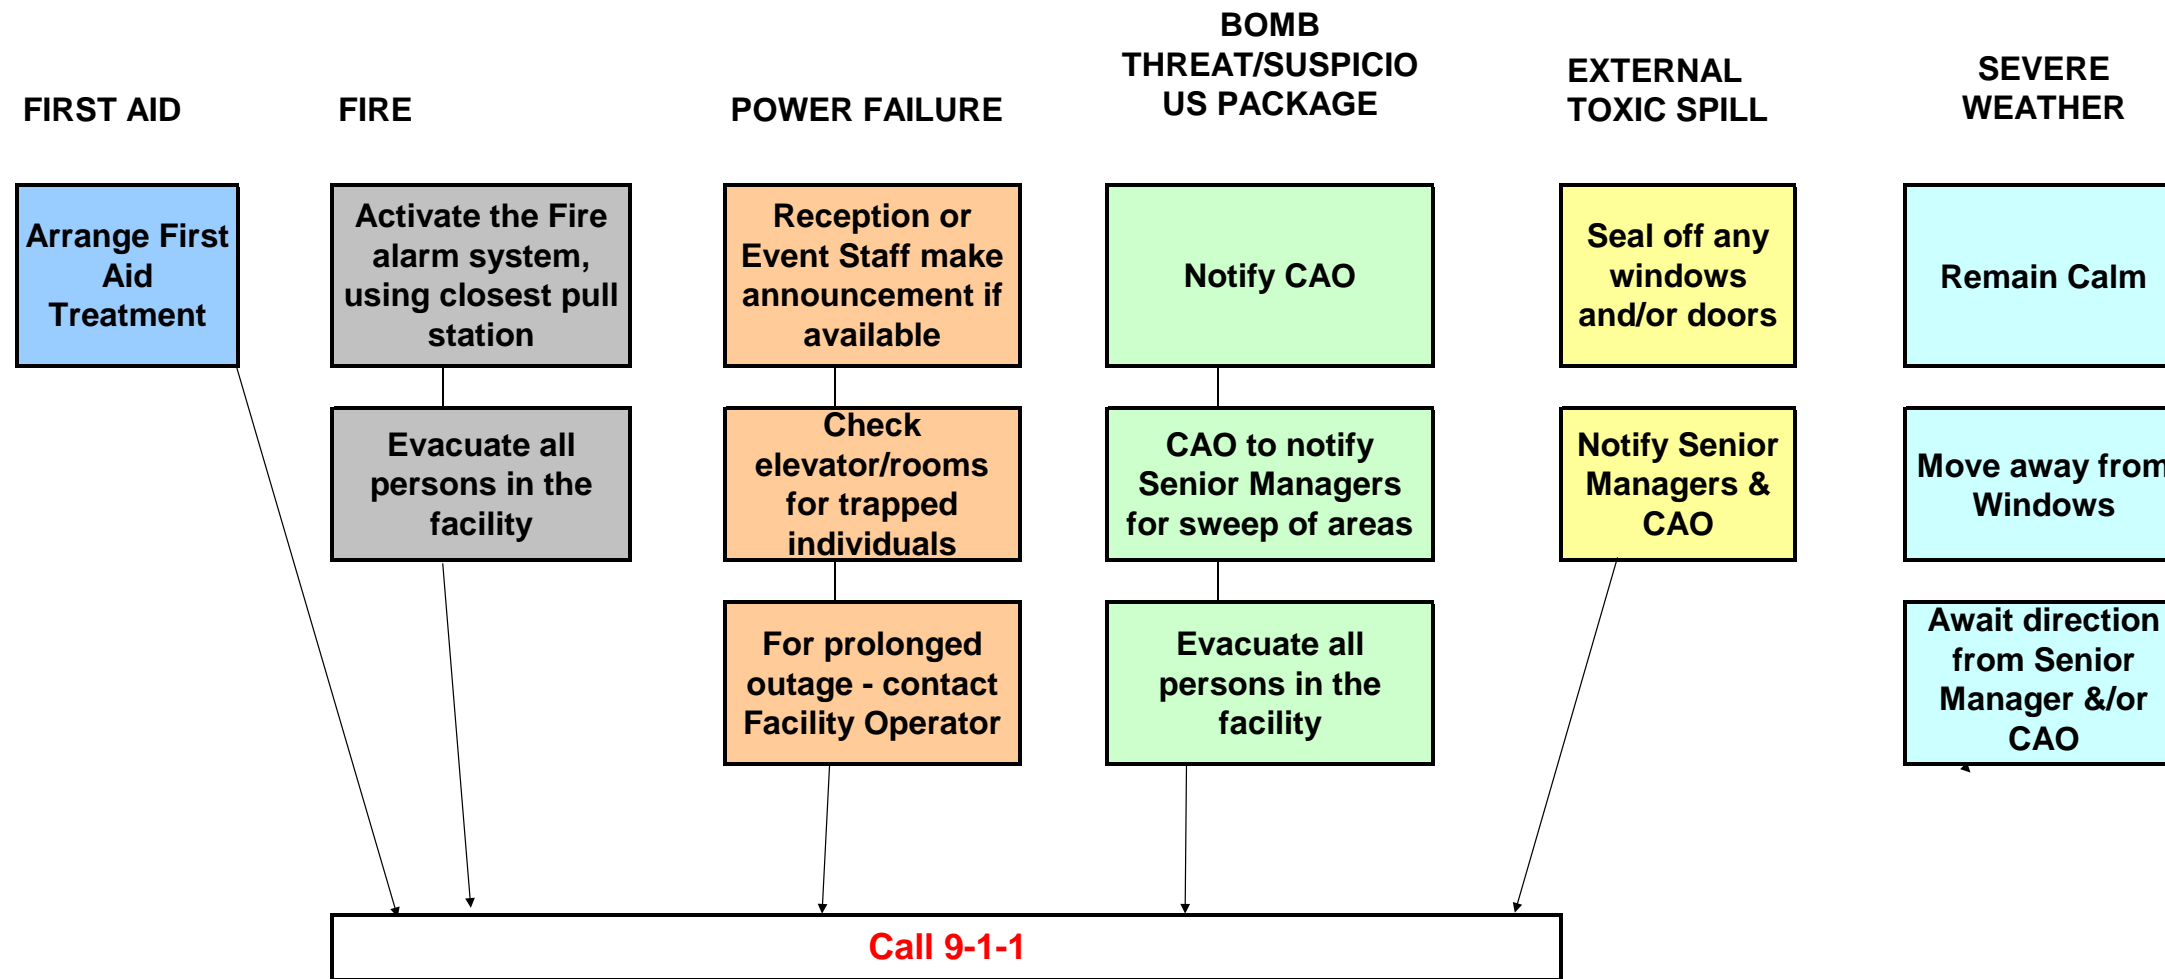 FIRST AID
FIRE
POWER FAILURE
BOMB
THREAT/SUSPICIO
US PACKAGE
EXTERNAL
TOXIC SPILL
SEVERE
WEATHER
Arrange First
Aid
Treatment
Activate the Fire
alarm system,
using closest pull
station
Evacuate all
persons in the
facility
Reception or
Event Staff make
announcement if
available
Check
elevator/rooms
for trapped
individuals
For prolonged
outage - contact
Facility Operator
Notify CAO
CAO to notify
Senior Managers
for sweep of areas
Evacuate all
persons in the
facility
Seal off any
windows
and/or doors
Notify Senior
Managers &
CAO
Remain Calm
Move away from
Windows
Await direction
from Senior
Manager &/or
CAO
Call 9-1-1